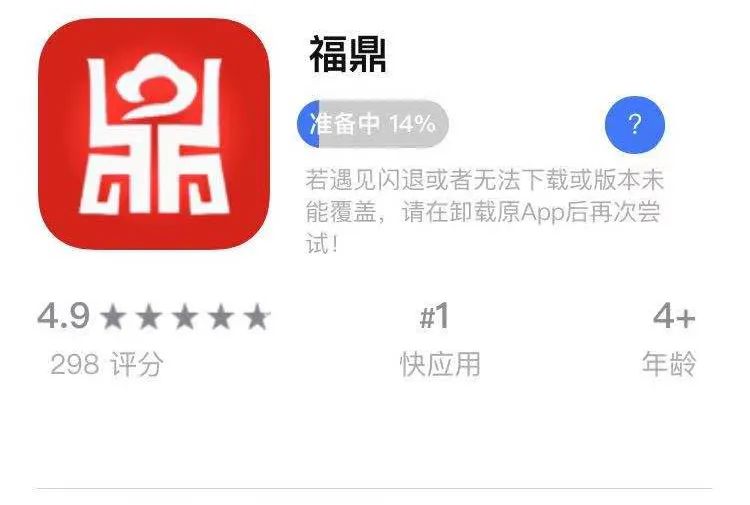 福鼎
准备中 14%
?
若遇见闪退或者无法下载或版本未
能覆盖，请在卸载原App后再次尝
试！
4.9
#1
4+
298 评分
快应用
年龄